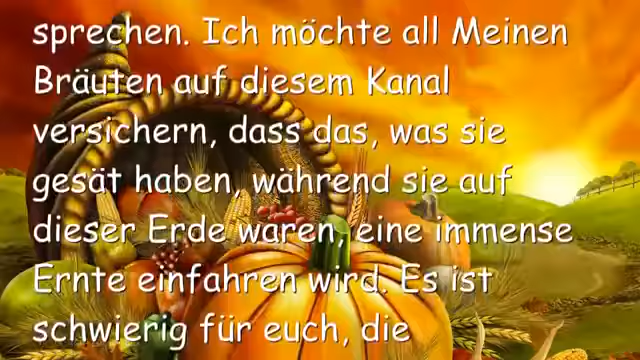 sprechen. Ich möchte all Meinen
Bräuten auf diesem Kanal
versichern, dass das, was sie
gesät haben, während sie auf
dieser Erde waren, eine immense
Ernte einfahren wird. Es ist
schwierig für euch, die